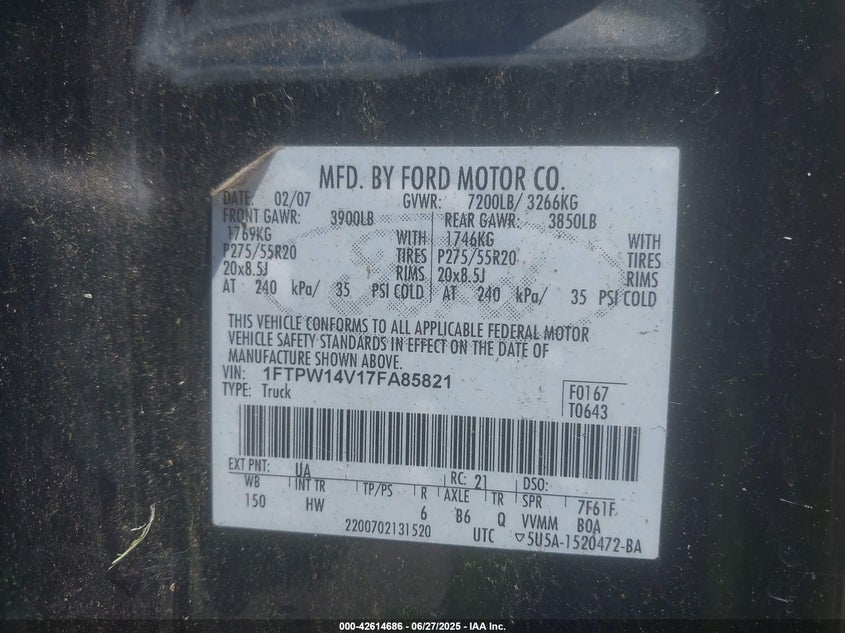 MFD. BY FORD MOTOR CO.
DATE: 02/07 GVWR: 7200LB/ 3266KG
FRONT GAWR: 3900LB REAR GAWR: 3850LB
1769KG WITH 1746KG WITH
P275/55R20 TIRES P275/55R20 TIRES
20x8.5J RIMS 20x8.5J RIMS
AT 240 kPa/ 35 PSI COLD AT 240 kPa/ 35 PSI COLD
THIS VEHICLE CONFORMS TO ALL APPLICABLE FEDERAL MOTOR
VEHICLE SAFETY STANDARDS IN EFFECT ON THE DATE OF
MANUFACTURE SHOWN ABOVE.
VIN: 1FTPW14V17FA85821
TYPE: Truck
F0167
T0643
EXT PNT: UA RC: 21 DSO:
WB INT TR TP/PS R AXLE TR SPR 7F61F
150 HW 6 B6 Q VVMM BOA
2200702131520 UTC ▽5U5A-1520472-BA
000-42614686 - 06/27/2025 - IAA Inc.